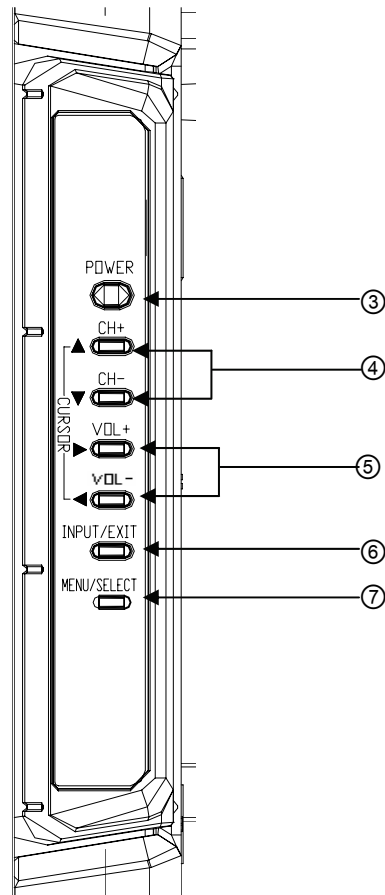 POWER
③
CH+
④
CH-
CURSOR
VOL+
⑤
VOL-
INPUT/EXIT
⑥
MENU/SELECT
⑦